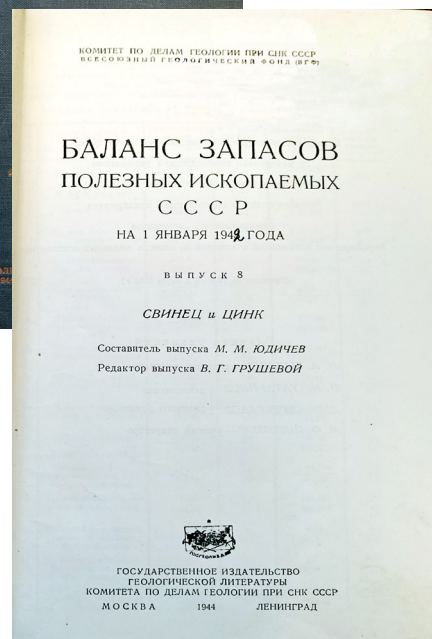 КОМИТЕТ ПО ДЕЛАМ ГЕОЛОГИИ ПРИ СНК СССР
ВСЕСОЮЗНЫЙ ГЕОЛОГИЧЕСКИЙ ФОНД (ВГФ)
БАЛАНС ЗАПАСОВ
ПОЛЕЗНЫХ ИСКОПАЕМЫХ
СССР
НА 1 ЯНВАРЯ 1942 ГОДА
ВЫПУСК 8
СВИНЕЦ и ЦИНК
Составитель выпуска М. М. ЮДИЧЕВ
Редактор выпуска В. Г. ГРУШЕВОЙ
ГОСГЕОЛИЗДАТ
ГОСУДАРСТВЕННОЕ ИЗДАТЕЛЬСТВО
ГЕОЛОГИЧЕСКОЙ ЛИТЕРАТУРЫ
КОМИТЕТА ПО ДЕЛАМ ГЕОЛОГИИ ПРИ СНК СССР
МОСКВА 1944 ЛЕНИНГРАД